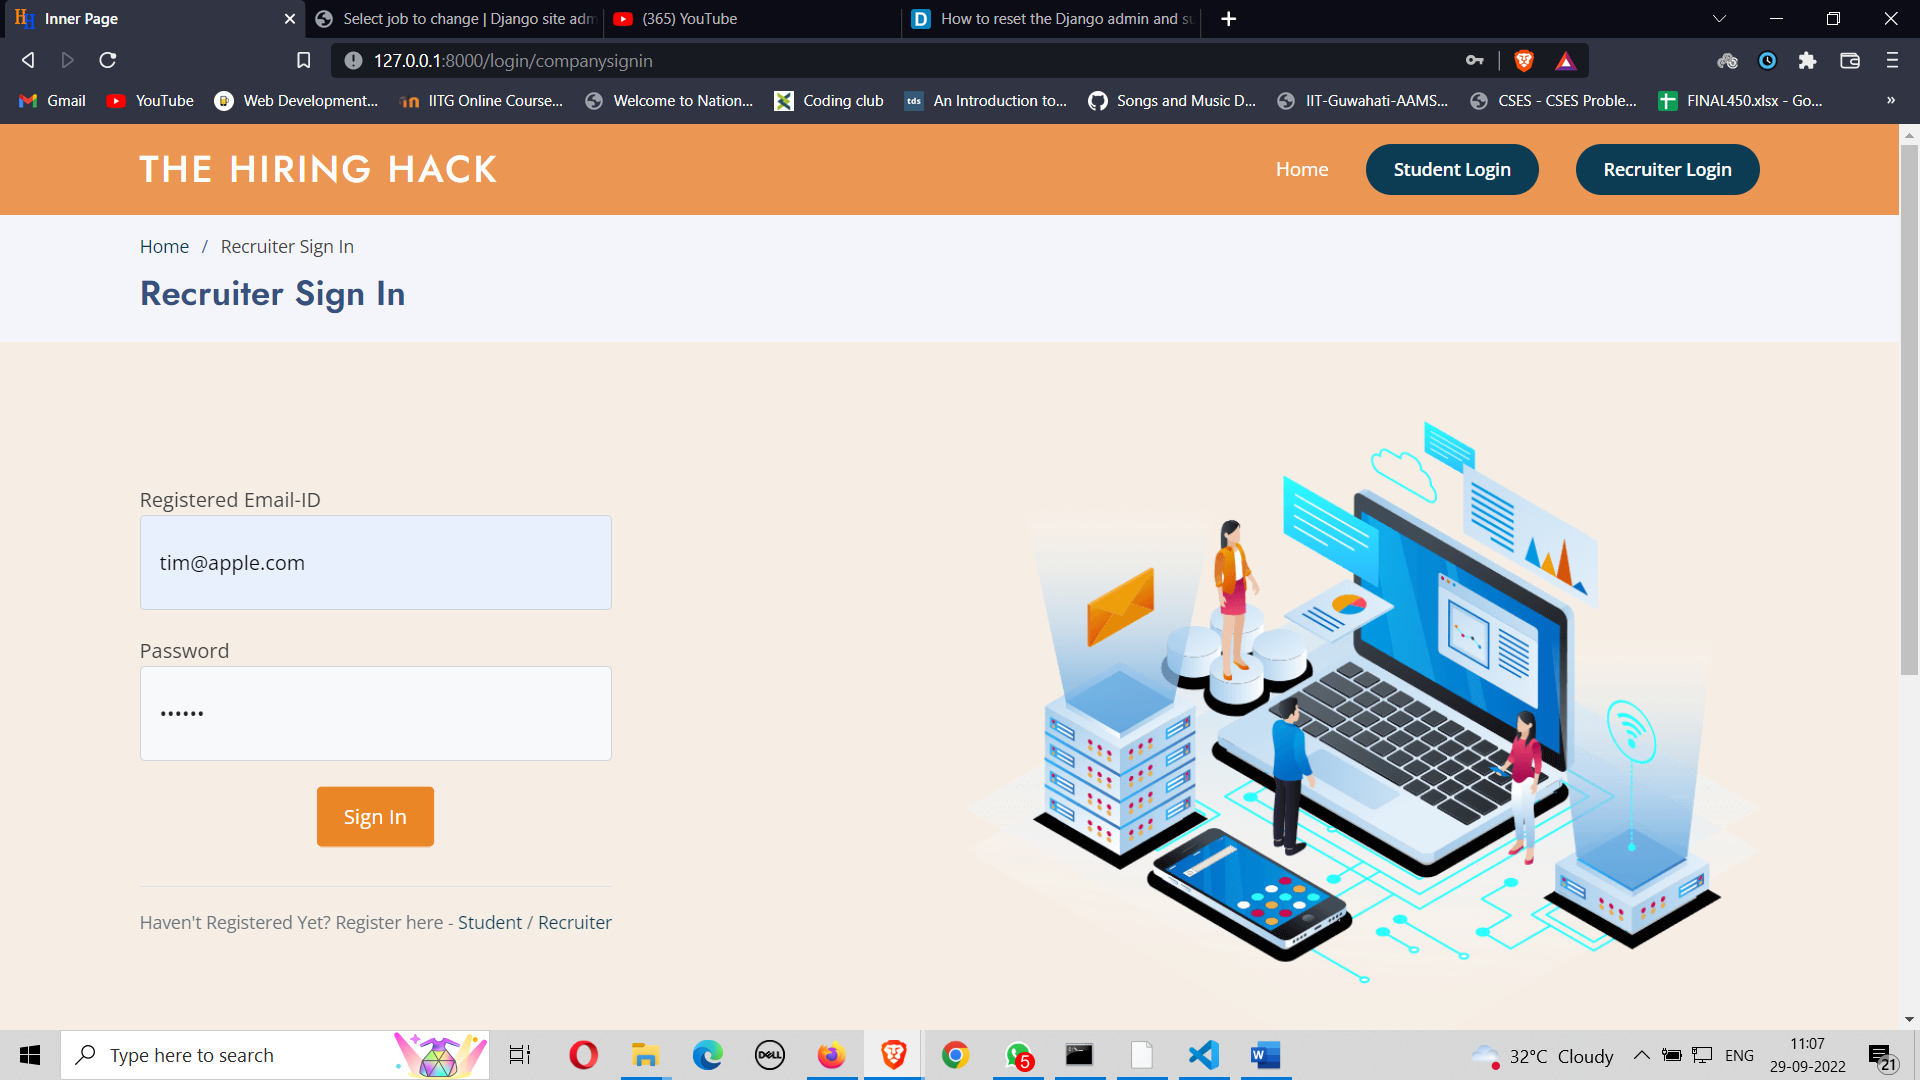 Inner Page
Select job to change | Django site adm
(365) YouTube
How to reset the Django admin and su
127.0.0.1:8000/login/companysignin
Gmail
YouTube
Web Development...
IITG Online Course...
Welcome to Nation...
Coding club
tds
An Introduction to...
Songs and Music D...
IIT-Guwahati-AAMS...
CSES - CSES Proble...
FINAL450.xlsx - Go...
»
THE HIRING HACK
Home
Student Login
Recruiter Login
Home / Recruiter Sign In
Recruiter Sign In
Registered Email-ID
tim@apple.com
Password
••••••
Sign In
Haven't Registered Yet? Register here - Student / Recruiter
Type here to search
DELL
5
W
32°C Cloudy
ENG
11:07
29-09-2022
21